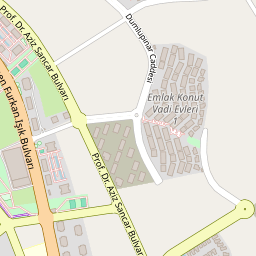 Prof. Dr. Aziz Sancar Bulvarı
Dumlupınar Caddesi
Emlak Konut
Vadi Evleri
1
en Furkan Işık Bulvarı
Prof. Dr. Aziz Sancar Bulvarı